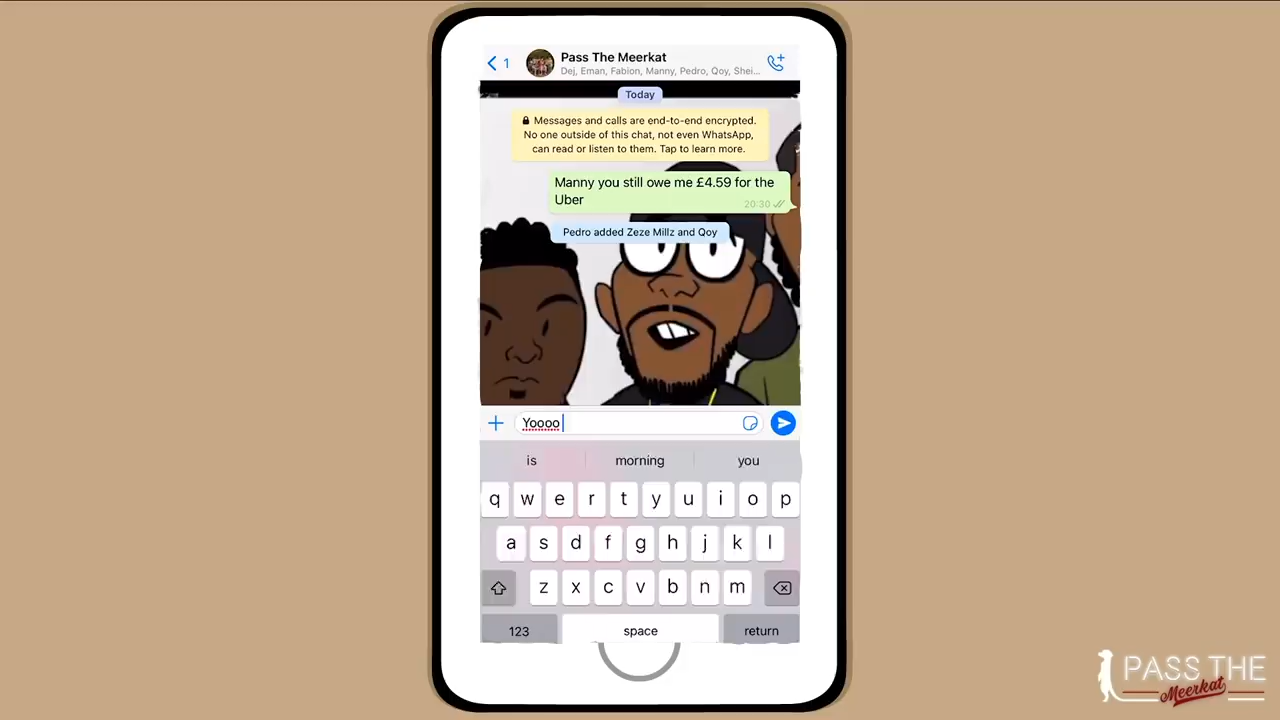 1
Pass The Meerkat
Dej, Eman, Fabion, Manny, Pedro, Qoy, Shei...
Today
Messages and calls are end-to-end encrypted.
No one outside of this chat, not even WhatsApp,
can read or listen to them. Tap to learn more.
Manny you still owe me £4.59 for the
Uber
20:30
Pedro added Zeze Millz and Qoy
Yoooo
is morning you
q w e r t y u i o p
a s d f g h j k l
z x c v b n m
123 space return
PASS THE
Meerkat